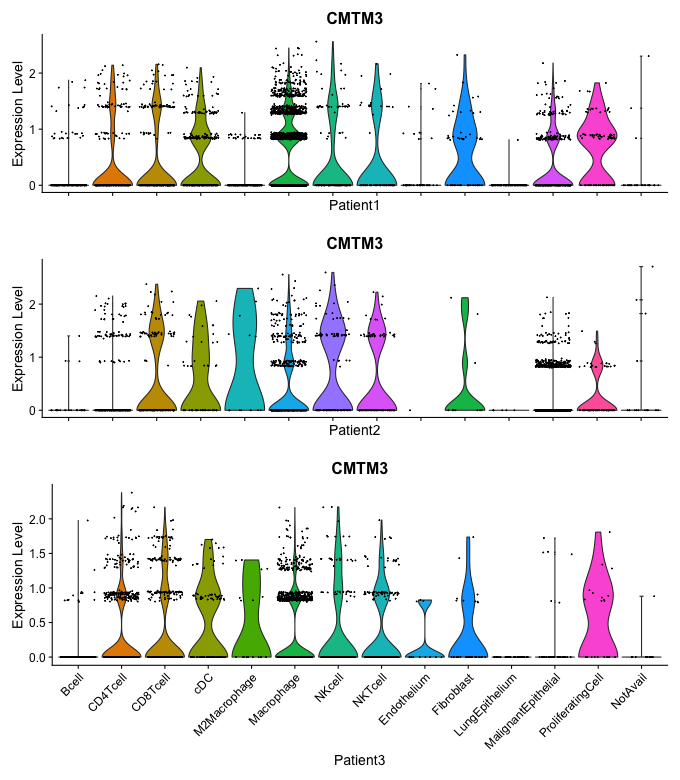 CMTM3
Expression Level
2
1
0
Patient1
CMTM3
Expression Level
2
1
0
Patient2
CMTM3
Expression Level
2.0
1.5
1.0
0.5
0.0
Bcell
CD4Tcell
CD8Tcell
cDC
M2Macrophage
Macrophage
NKcell
NKTcell
Endothelium
Fibroblast
LungEpithelium
MalignantEpithelial
ProliferatingCell
NotAvail
Patient3